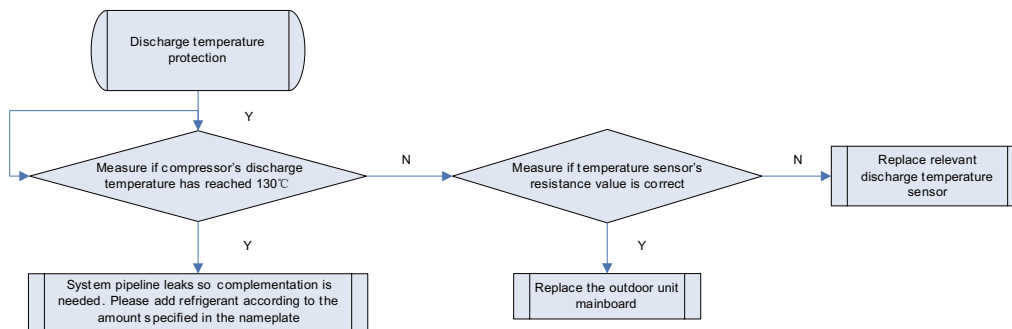 Discharge temperature
protection
Y
Measure if compressor's discharge
temperature has reached 130℃
N
Measure if temperature sensor's
resistance value is correct
N
Replace relevant
discharge temperature
sensor
Y
Y
System pipeline leaks so complementation is
needed. Please add refrigerant according to the
amount specified in the nameplate
Replace the outdoor unit
mainboard